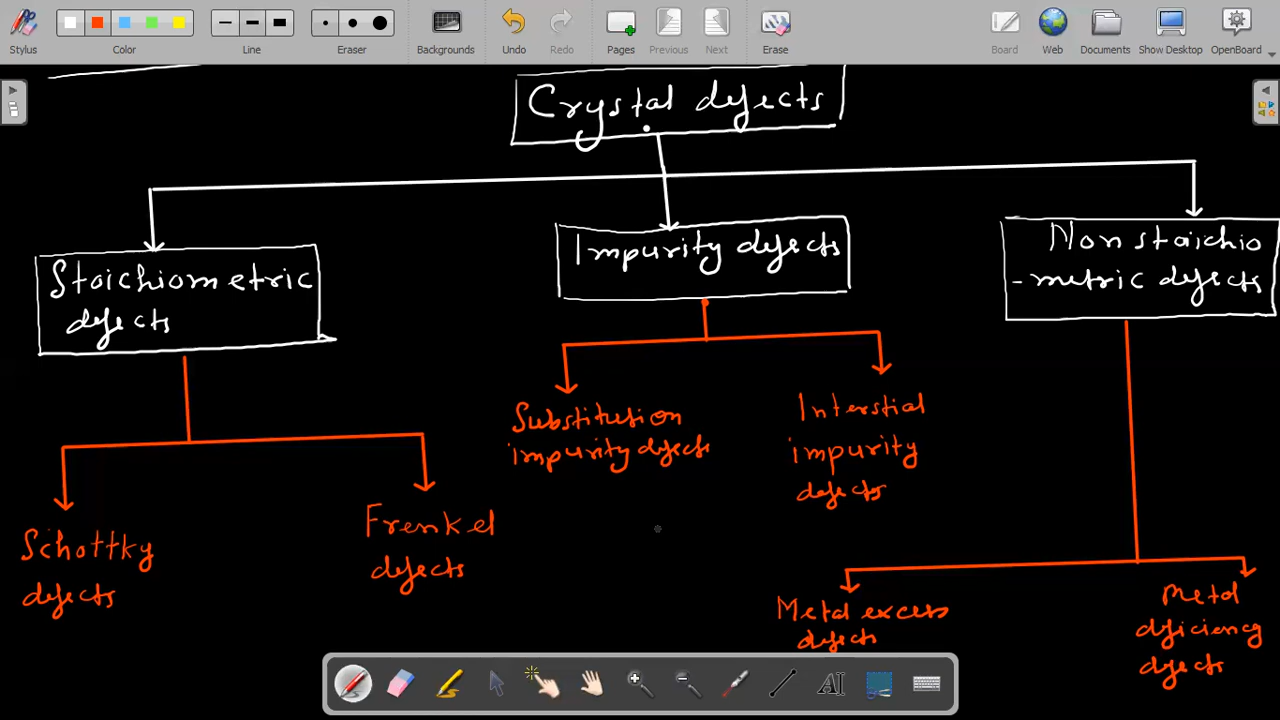 Stylus
Color
Line
Eraser
Backgrounds
Undo
Redo
Pages
Previous
Next
Erase
Board
Web
Documents
Show Desktop
OpenBoard
Crystal defects
Stoichiometric
defects
Impurity defects
Non stoichio
-metric defects
Substitution
impurity defects
Interstial
impurity
defects
Schottky
defects
Frenkel
defects
Metal excess
defects
Metal
deficiency
defects
AI